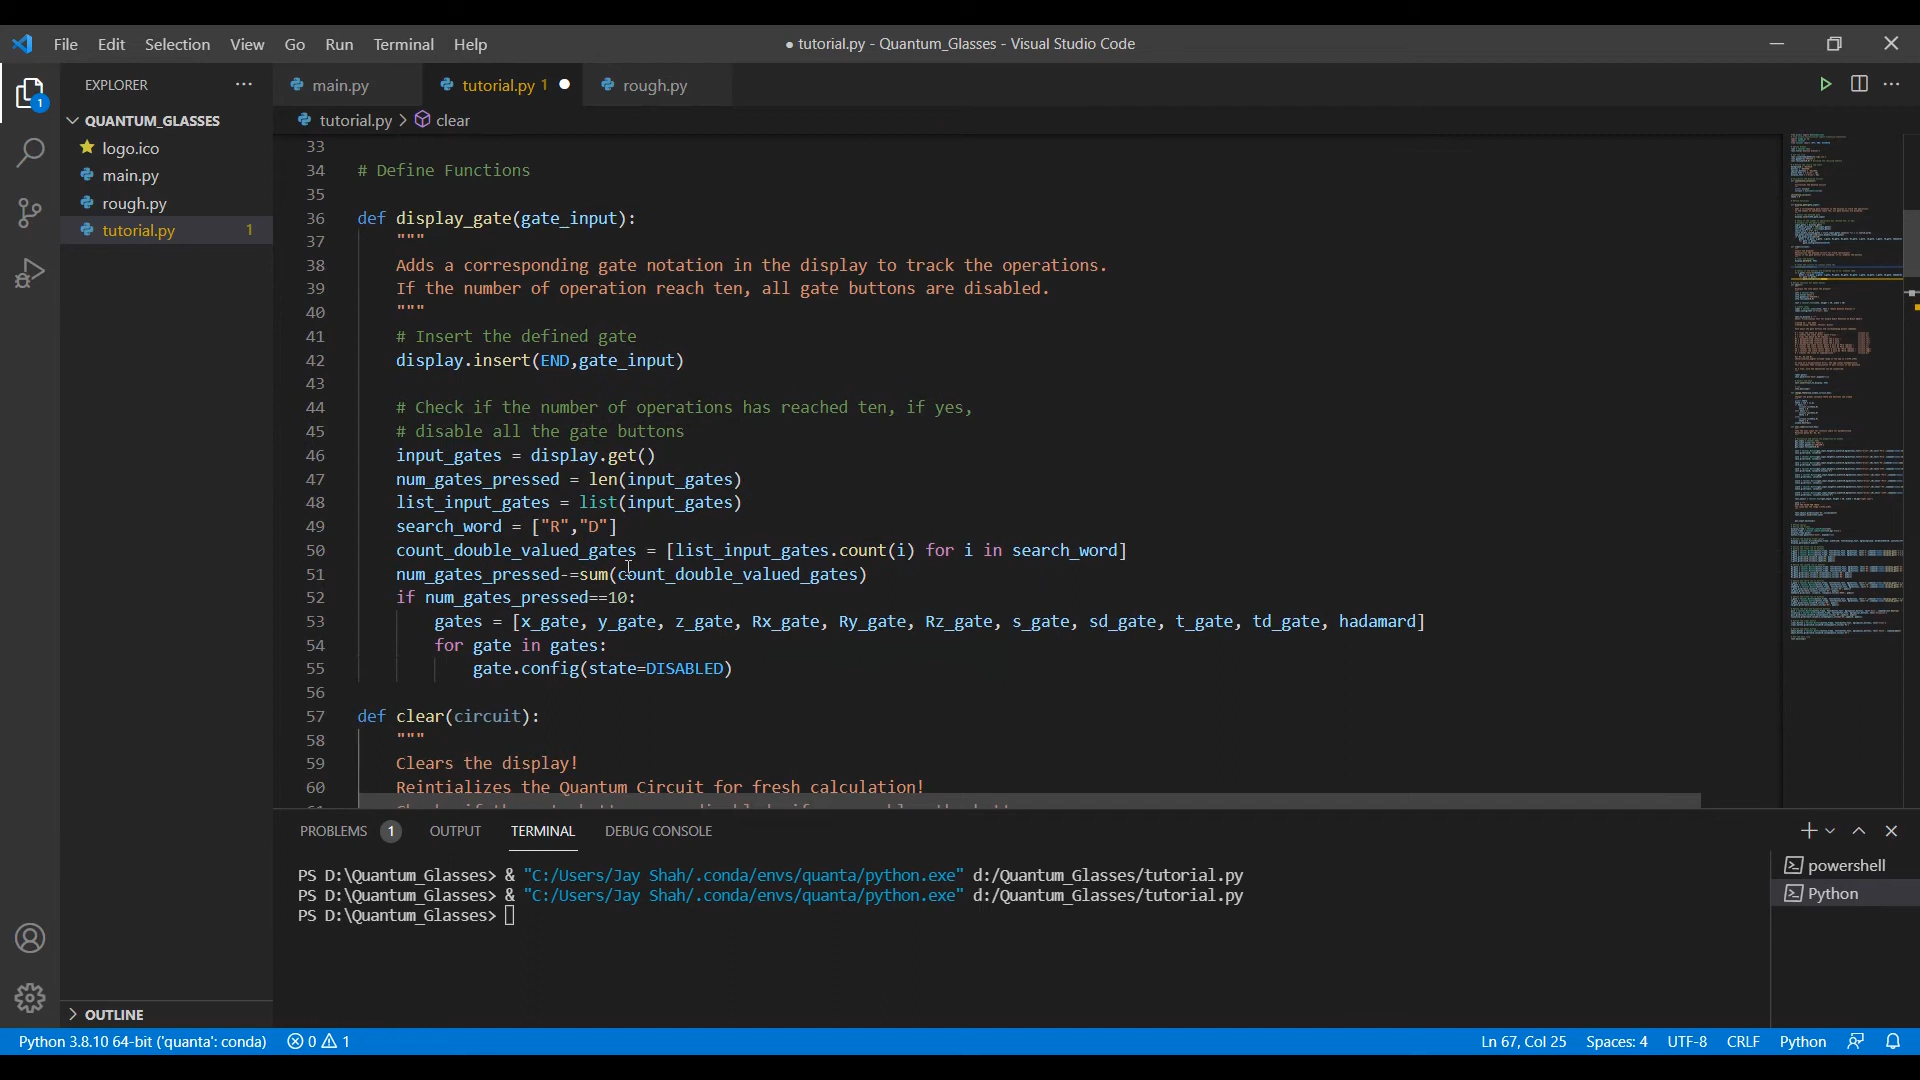 File Edit Selection View Go Run Terminal Help
● tutorial.py - Quantum_Glasses - Visual Studio Code
EXPLORER
main.py
tutorial.py 1
rough.py
QUANTUM_GLASSES
logo.ico
main.py
rough.py
tutorial.py 1
OUTLINE
tutorial.py > clear
33
34 # Define Functions
35
36 def display_gate(gate_input):
37 """
38 Adds a corresponding gate notation in the display to track the operations.
39 If the number of operation reach ten, all gate buttons are disabled.
40 """
41 # Insert the defined gate
42 display.insert(END,gate_input)
43
44 # Check if the number of operations has reached ten, if yes,
45 # disable all the gate buttons
46 input_gates = display.get()
47 num_gates_pressed = len(input_gates)
48 list_input_gates = list(input_gates)
49 search_word = ["R","D"]
50 count_double_valued_gates = [list_input_gates.count(i) for i in search_word]
51 num_gates_pressed-=sum(count_double_valued_gates)
52 if num_gates_pressed==10:
53 gates = [x_gate, y_gate, z_gate, Rx_gate, Ry_gate, Rz_gate, s_gate, sd_gate, t_gate, td_gate, hadamard]
54 for gate in gates:
55 gate.config(state=DISABLED)
56
57 def clear(circuit):
58 """
59 Clears the display!
60 Reintializes the Quantum Circuit for fresh calculation!
PROBLEMS 1 OUTPUT TERMINAL DEBUG CONSOLE
PS D:\Quantum_Glasses> & "C:/Users/Jay Shah/.conda/envs/quanta/python.exe" d:/Quantum_Glasses/tutorial.py
PS D:\Quantum_Glasses> & "C:/Users/Jay Shah/.conda/envs/quanta/python.exe" d:/Quantum_Glasses/tutorial.py
PS D:\Quantum_Glasses>
powershell
Python
1
Python 3.8.10 64-bit ('quanta': conda) 0 1 Ln 67, Col 25 Spaces: 4 UTF-8 CRLF Python